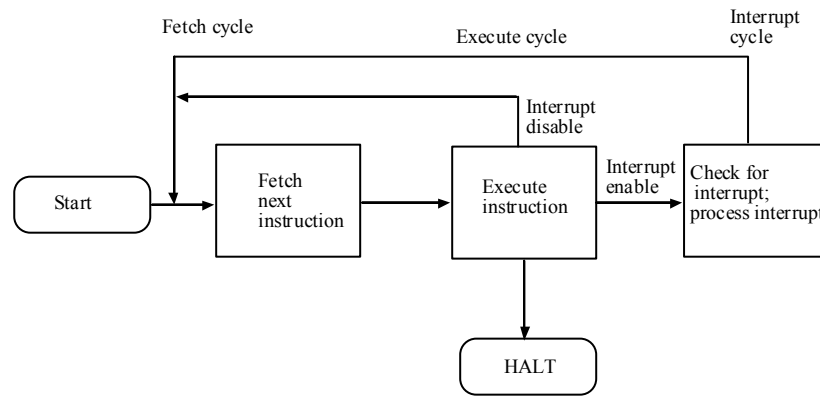 Fetch cycle
Execute cycle
Interrupt
cycle
Interrupt
disable
Start
Fetch
next
instruction
Execute
instruction
Interrupt
enable
Check for
interrupt;
process interrupt
HALT